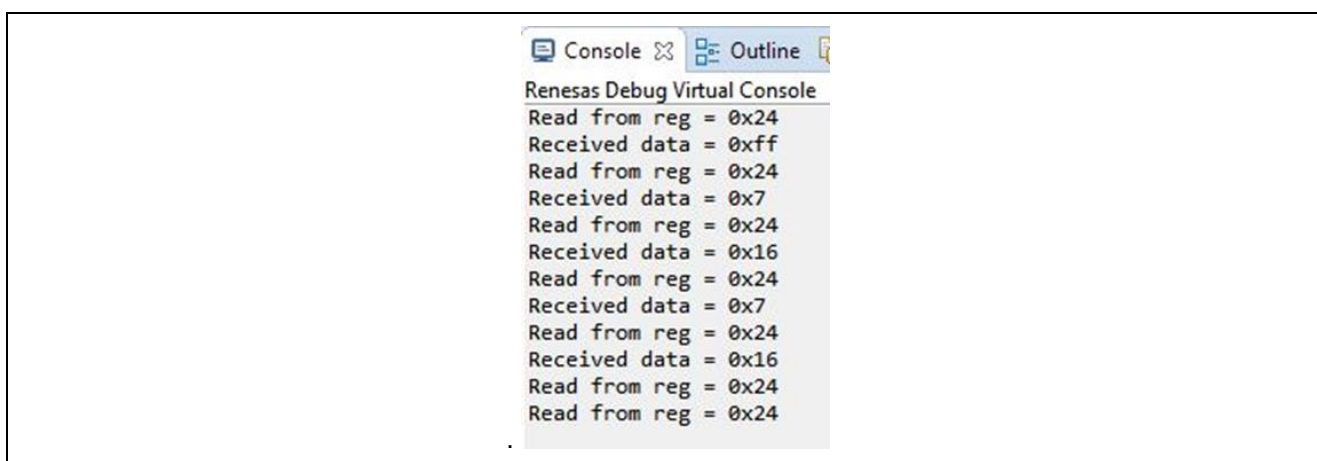 Console Outline
Renesas Debug Virtual Console
Read from reg = 0x24
Received data = 0xff
Read from reg = 0x24
Received data = 0x7
Read from reg = 0x24
Received data = 0x16
Read from reg = 0x24
Received data = 0x7
Read from reg = 0x24
Received data = 0x16
Read from reg = 0x24
Read from reg = 0x24
.